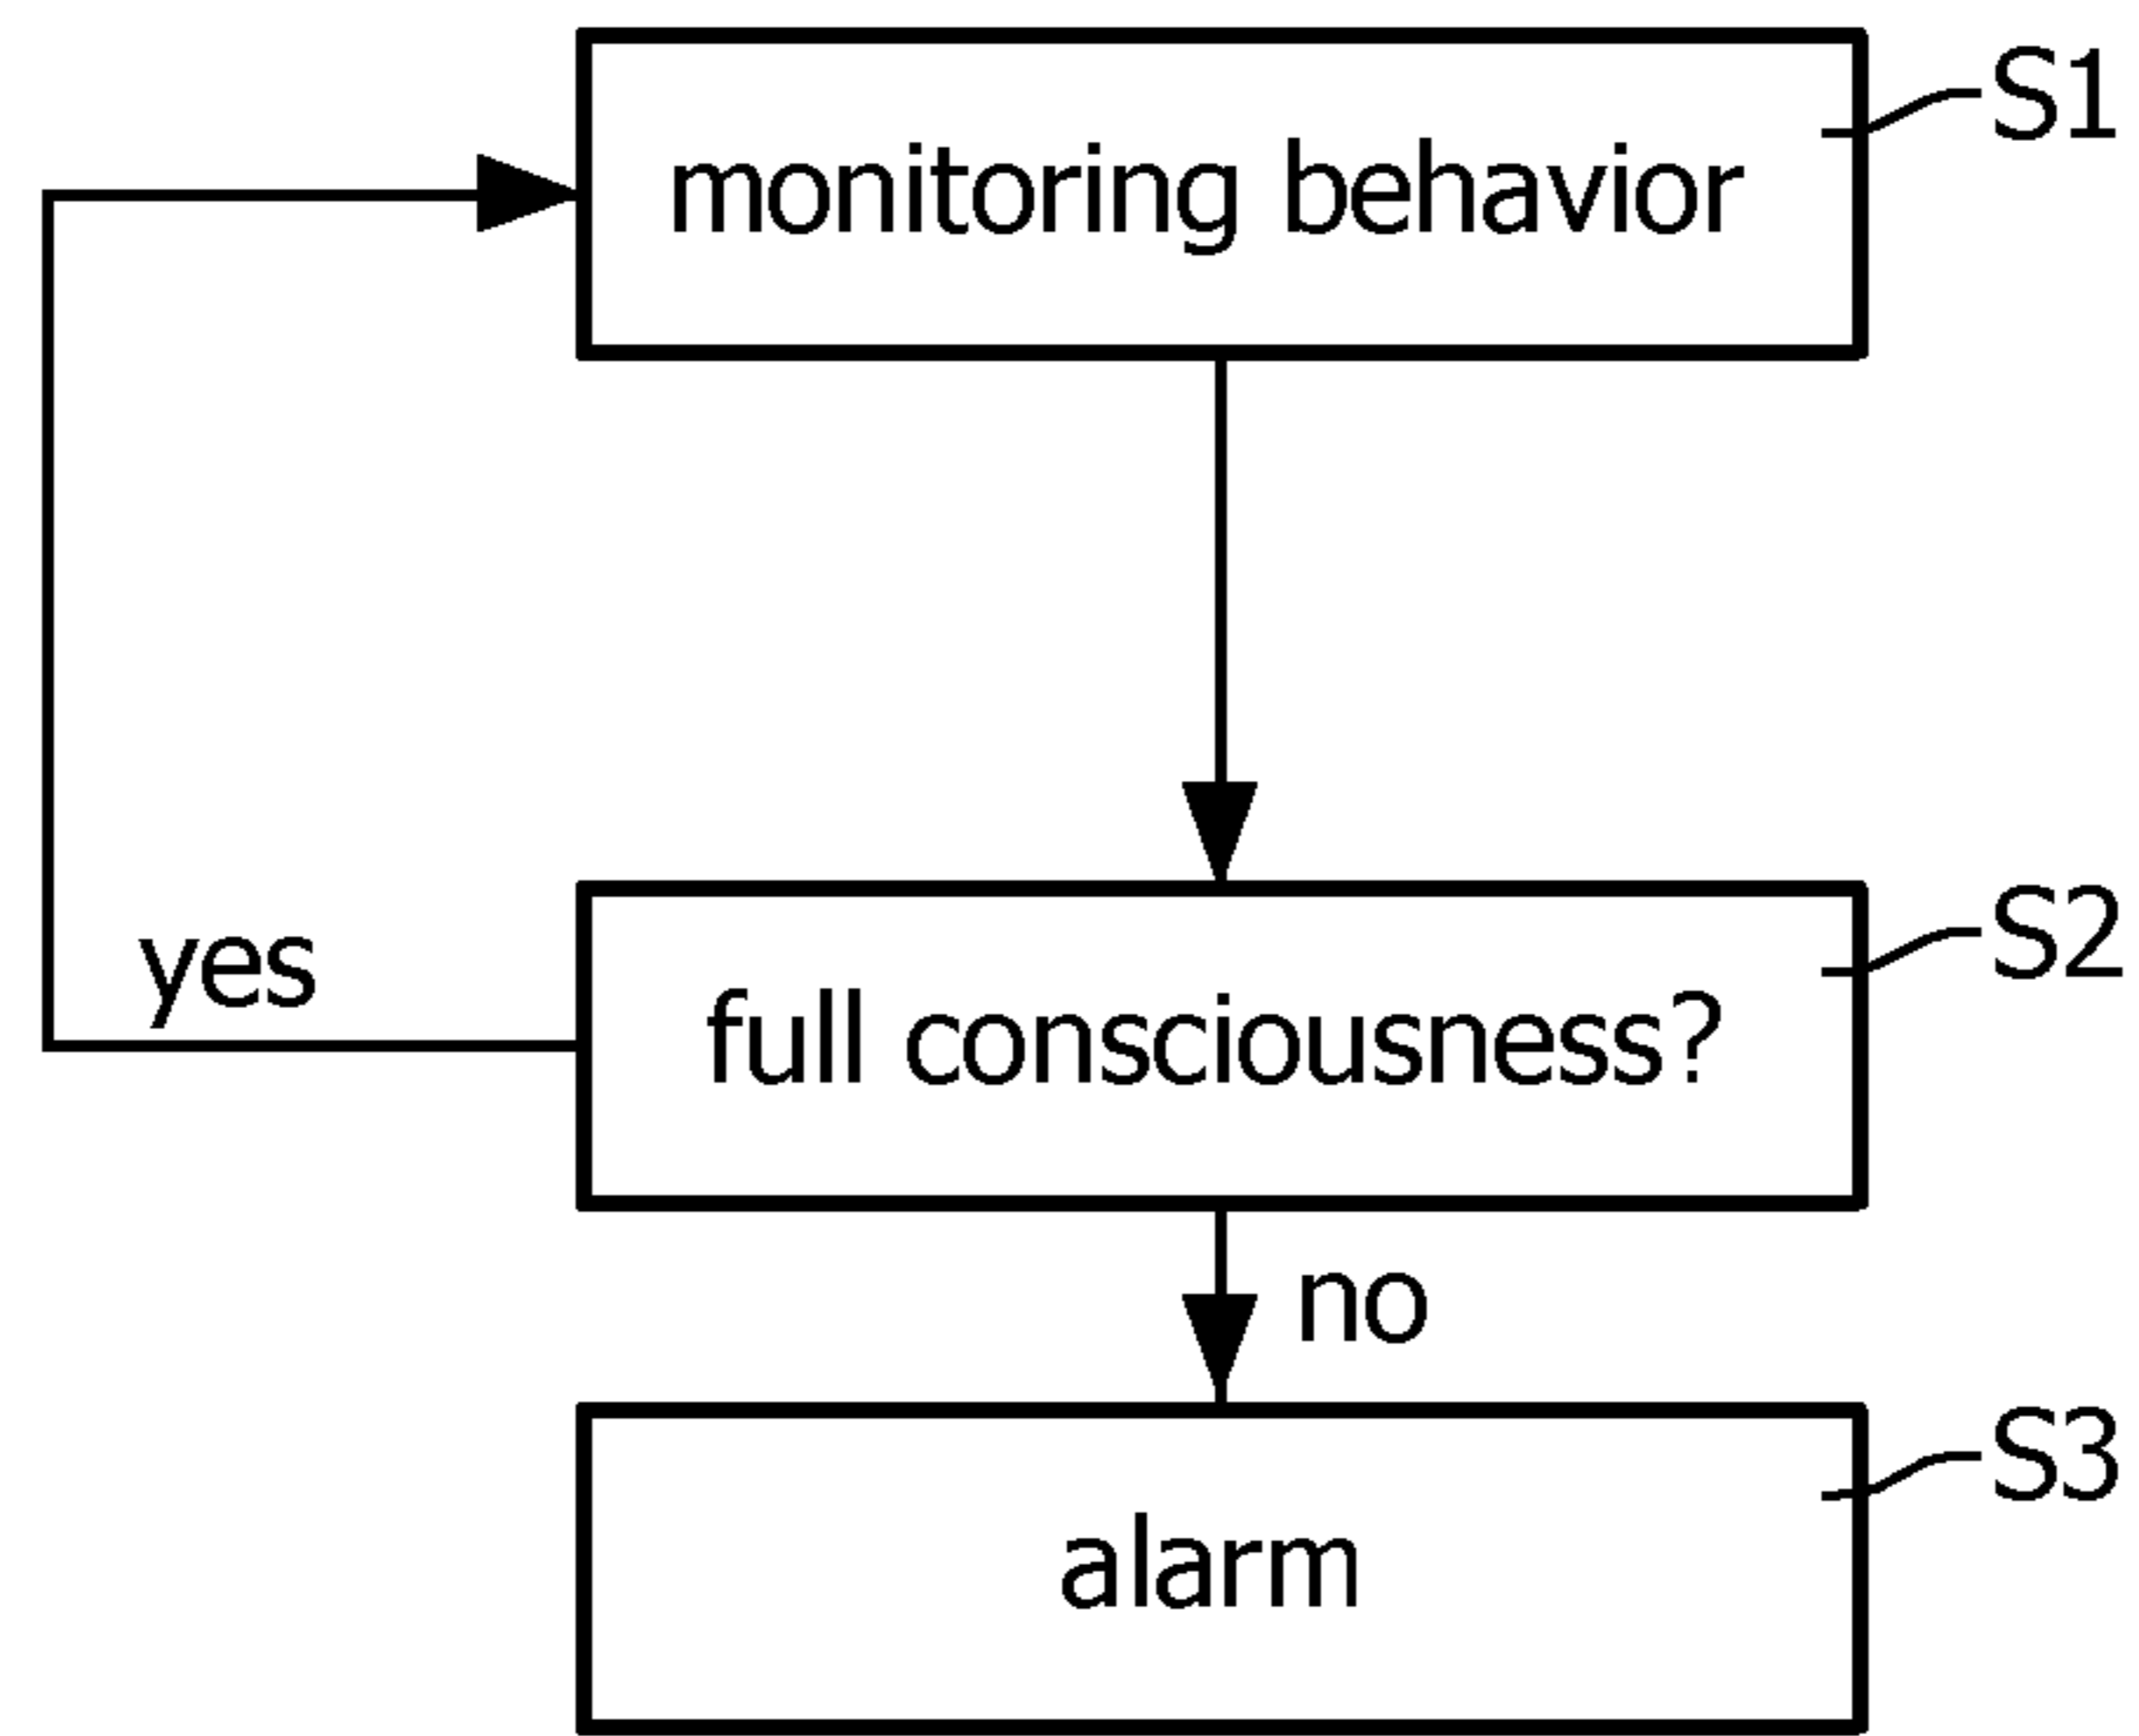 S1
monitoring behavior
S2
yes
full consciousness?
no
S3
alarm